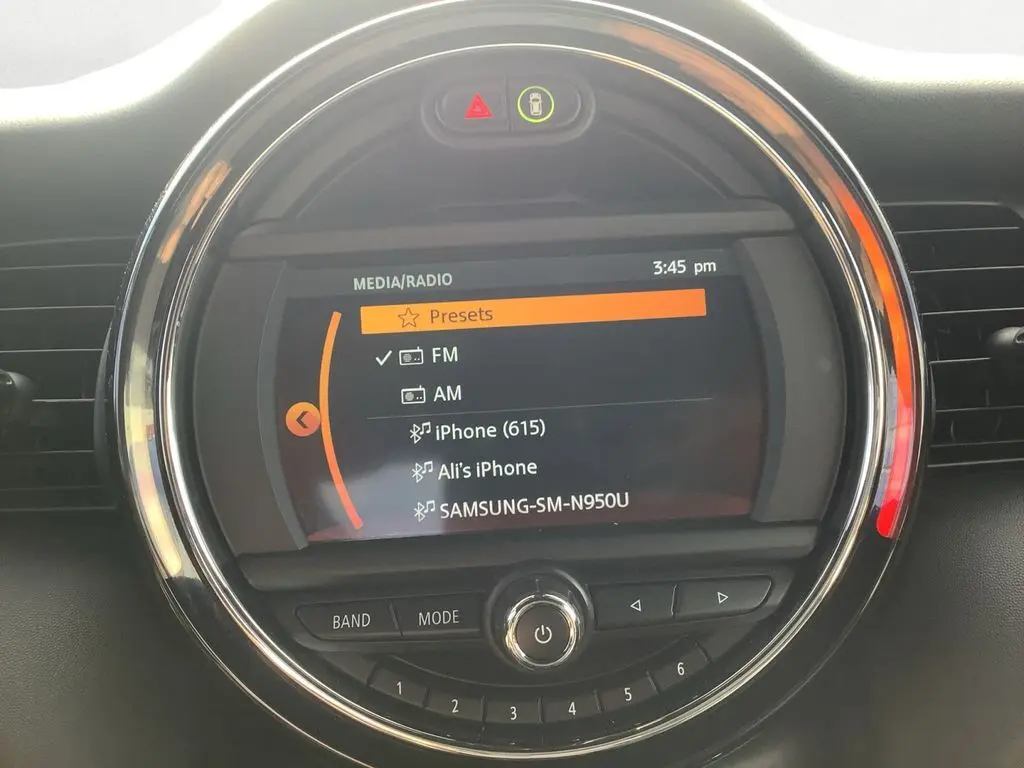 MEDIA/RADIO 3:45 pm
Presets
FM
AM
iPhone (615)
Ali's iPhone
SAMSUNG-SM-N950U
BAND MODE
1 2 3 4 5 6